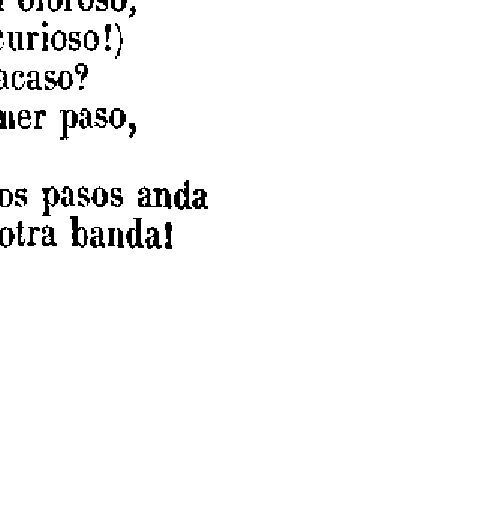 oloroso,
curioso!)
acaso?
mer paso,
os pasos anda
otra banda!